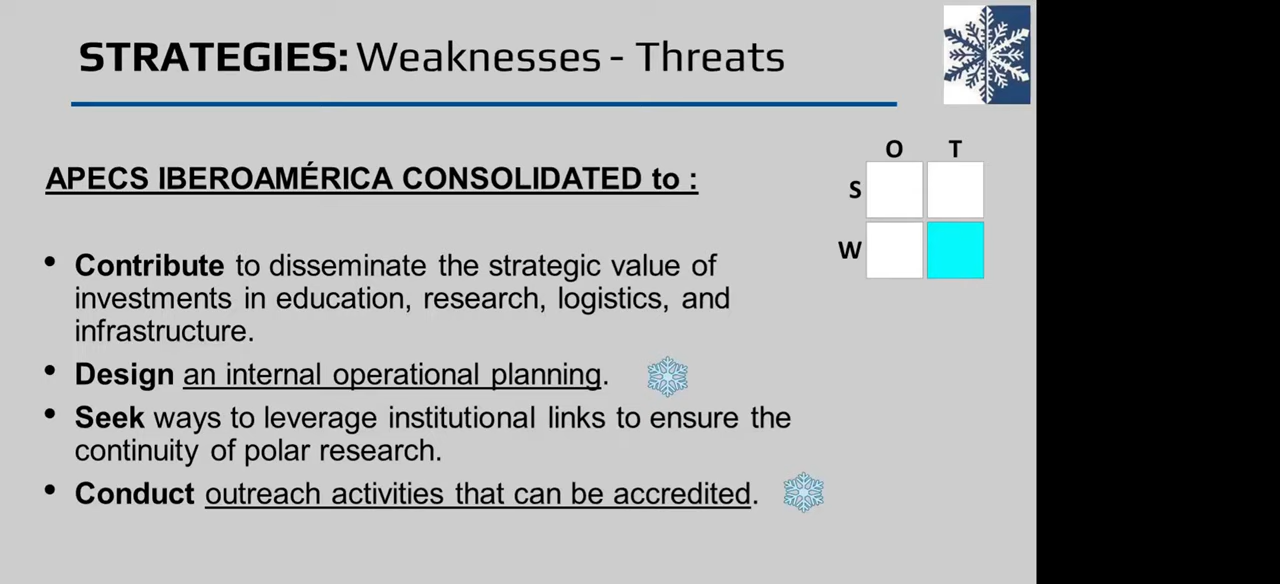 STRATEGIES: Weaknesses - Threats
APECS IBEROAMÉRICA CONSOLIDATED to :
O T
S
W
• Contribute to disseminate the strategic value of
investments in education, research, logistics, and
infrastructure.
• Design an internal operational planning.
• Seek ways to leverage institutional links to ensure the
continuity of polar research.
• Conduct outreach activities that can be accredited.